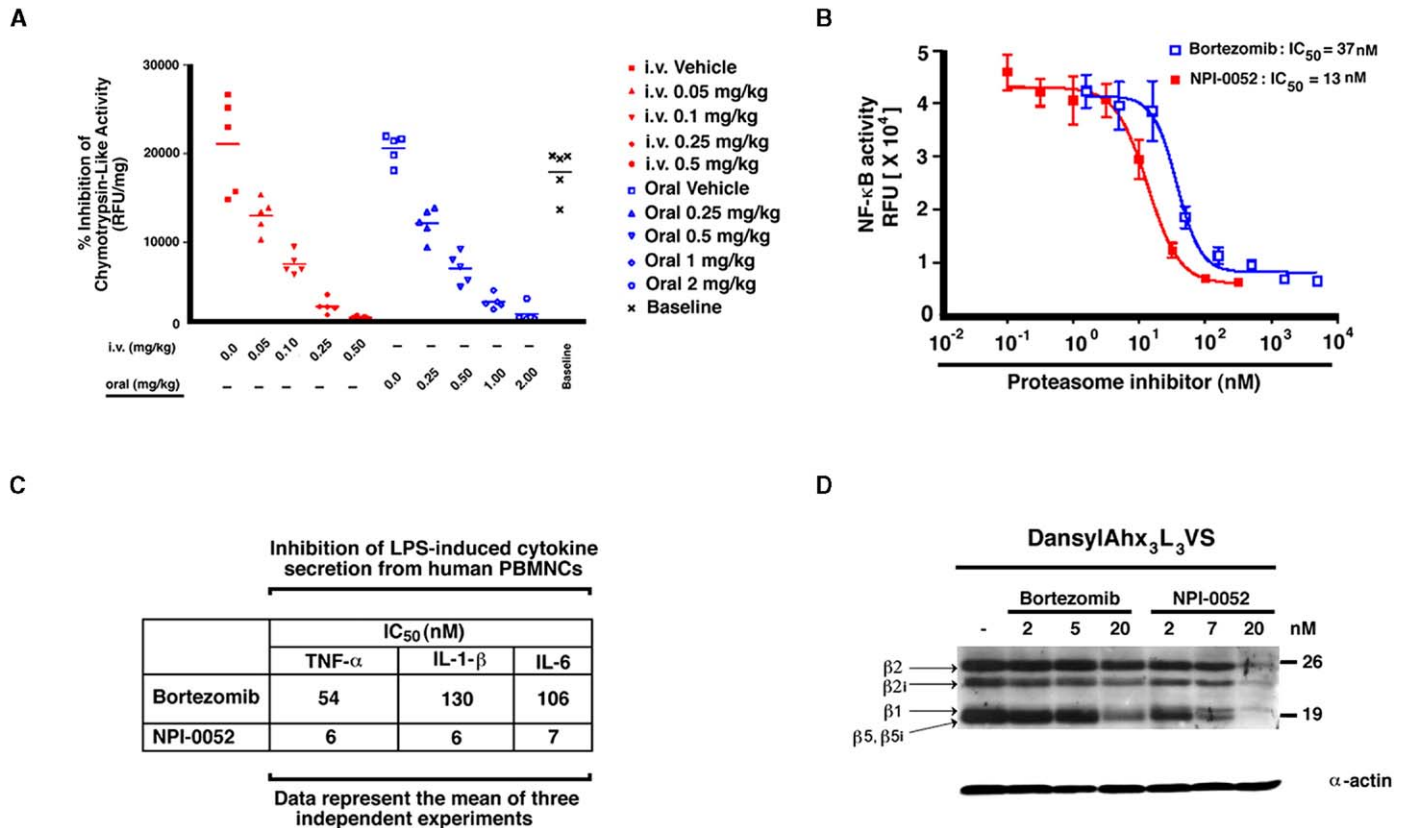 A
% Inhibition of
Chymotrypsin-Like Activity
(RFU/mg)
30000
20000
10000
0
i.v. (mg/kg)
0.0 0.05 0.10 0.25 0.50 – – – – – Baseline
oral (mg/kg)
– – – – – 0.0 0.25 0.50 1.00 2.00
i.v. Vehicle
i.v. 0.05 mg/kg
i.v. 0.1 mg/kg
i.v. 0.25 mg/kg
i.v. 0.5 mg/kg
Oral Vehicle
Oral 0.25 mg/kg
Oral 0.5 mg/kg
Oral 1 mg/kg
Oral 2 mg/kg
Baseline
B
NF-κB activity
RFU [ X 10⁴]
5
4
3
2
1
0
10⁻² 10⁻¹ 10⁰ 10¹ 10² 10³ 10⁴
Proteasome inhibitor (nM)
Bortezomib : IC₅₀ = 37 nM
NPI-0052 : IC₅₀ = 13 nM
C
Inhibition of LPS-induced cytokine
secretion from human PBMNCs
IC₅₀ (nM)
TNF-α IL-1-β IL-6
Bortezomib 54 130 106
NPI-0052 6 6 7
Data represent the mean of three
independent experiments
D
DansylAhx₃L₃VS
Bortezomib NPI-0052
- 2 5 20 2 7 20 nM
β2
β2i
β1
β5, β5i
26
19
α-actin